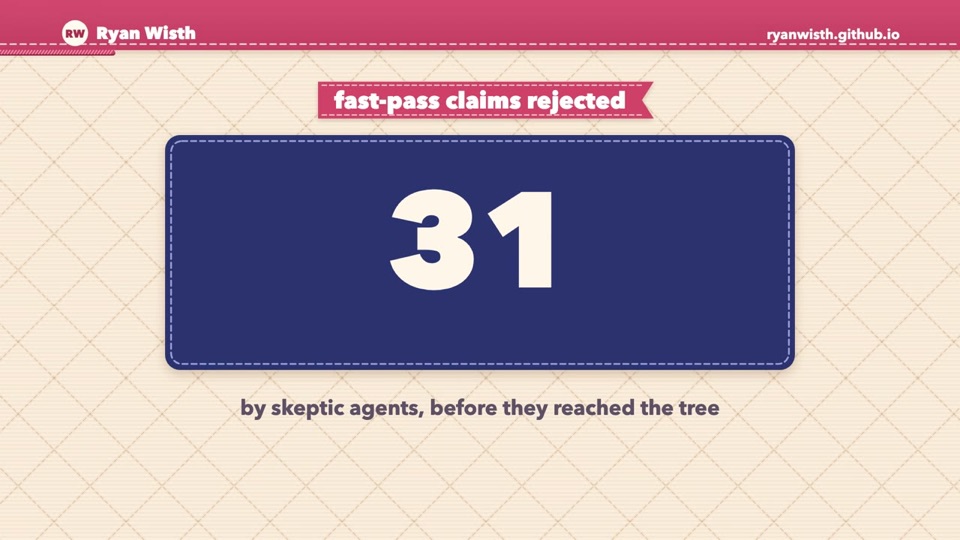 RW Ryan Wisth
ryanwisth.github.io
fast-pass claims rejected
31
by skeptic agents, before they reached the tree